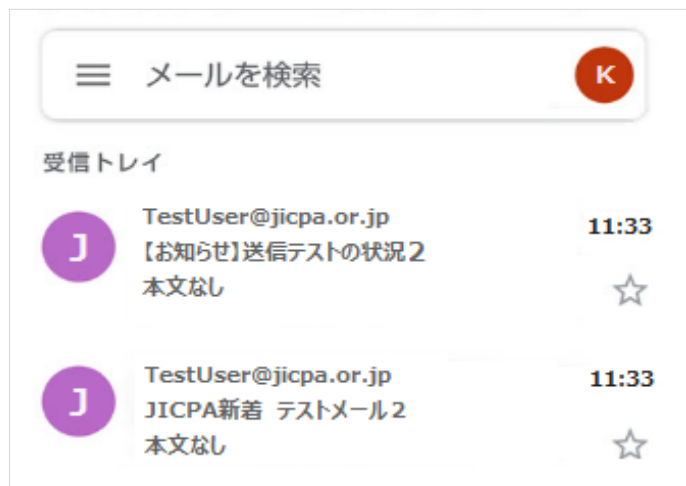 メールを検索
K
受信トレイ
J
TestUser@jicpa.or.jp
11:33
【お知らせ】送信テストの状況２
本文なし
J
TestUser@jicpa.or.jp
11:33
JICPA新着 テストメール２
本文なし